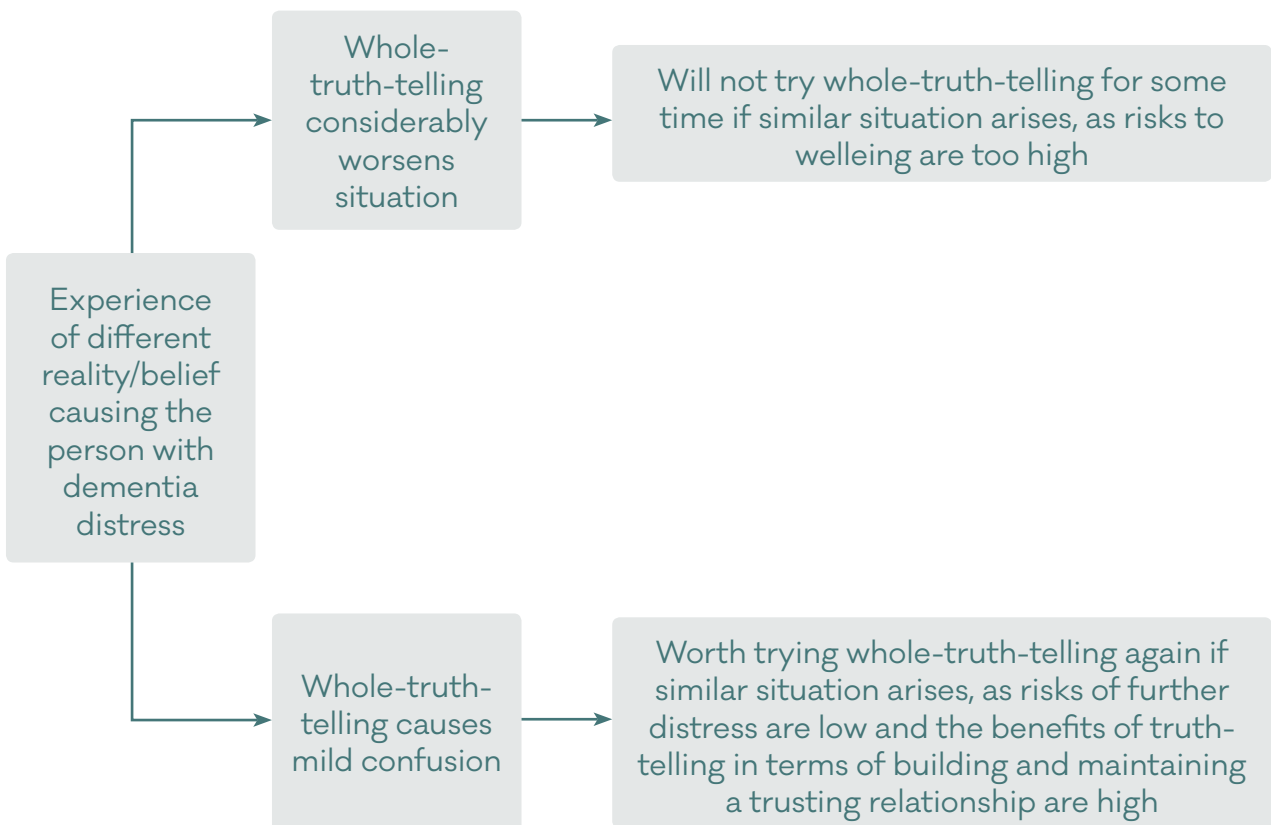 Whole-
truth-telling
considerably
worsens
situation
Will not try whole-truth-telling for some
time if similar situation arises, as risks to
welleing are too high
Experience
of different
reality/belief
causing the
person with
dementia
distress
Whole-truth-
telling causes
mild confusion
Worth trying whole-truth-telling again if
similar situation arises, as risks of further
distress are low and the benefits of truth-
telling in terms of building and maintaining
a trusting relationship are high